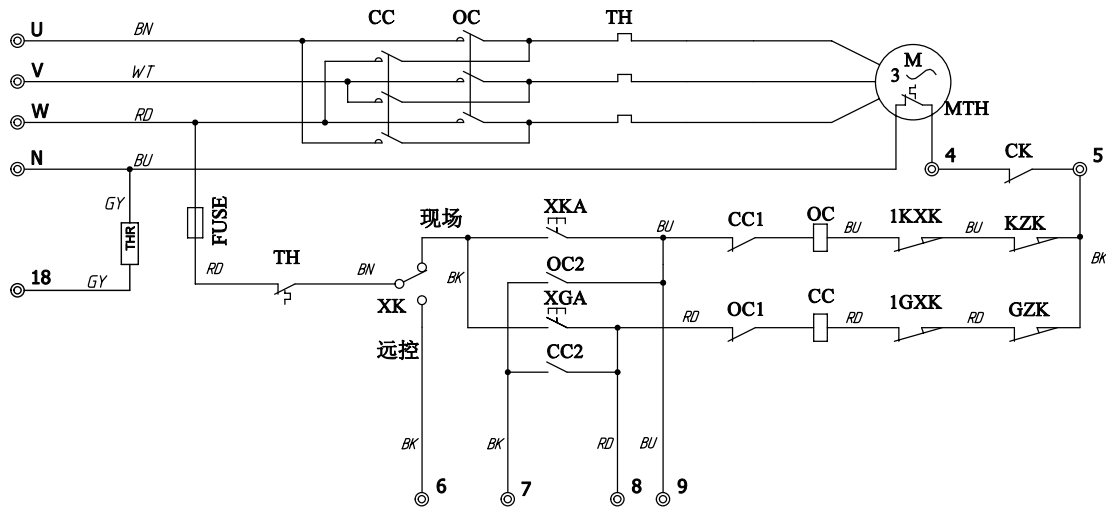 CC OC TH
U BN
V WT
W RD
N BU
M
3
MTH
4 CK 5
GY
THR
FUSE
现场 XKA BU CC1 OC BU 1KXK BU KZK
RD TH BN BK OC2 BK
18 GY
XK XGA RD OC1 CC RD 1GXK RD GZK
远控 CC2
BK BK RD BU
6 7 8 9